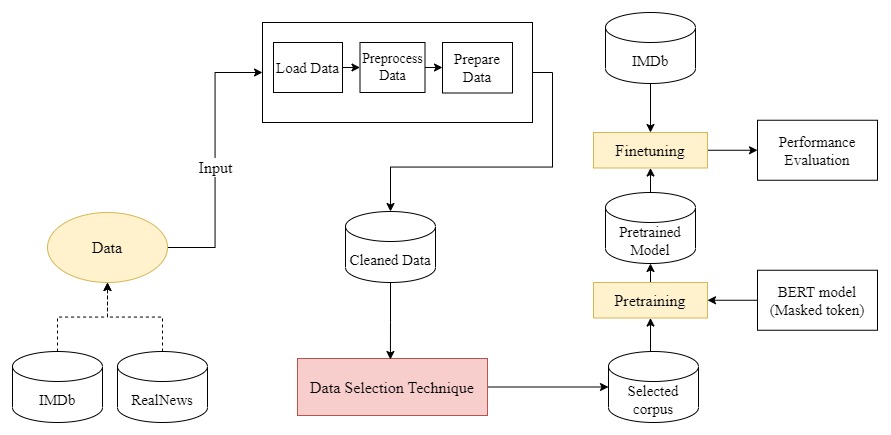 Load Data
Preprocess
Data
Prepare
Data
IMDb
Input
Finetuning
Performance
Evaluation
Data
Cleaned Data
Pretrained
Model
Pretraining
BERT model
(Masked token)
IMDb
RealNews
Data Selection Technique
Selected
corpus